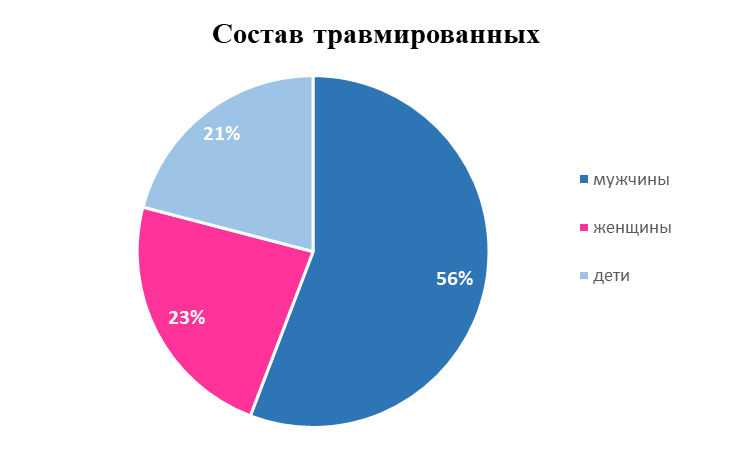 Состав травмированных
21%
56%
23%
мужчины
женщины
дети